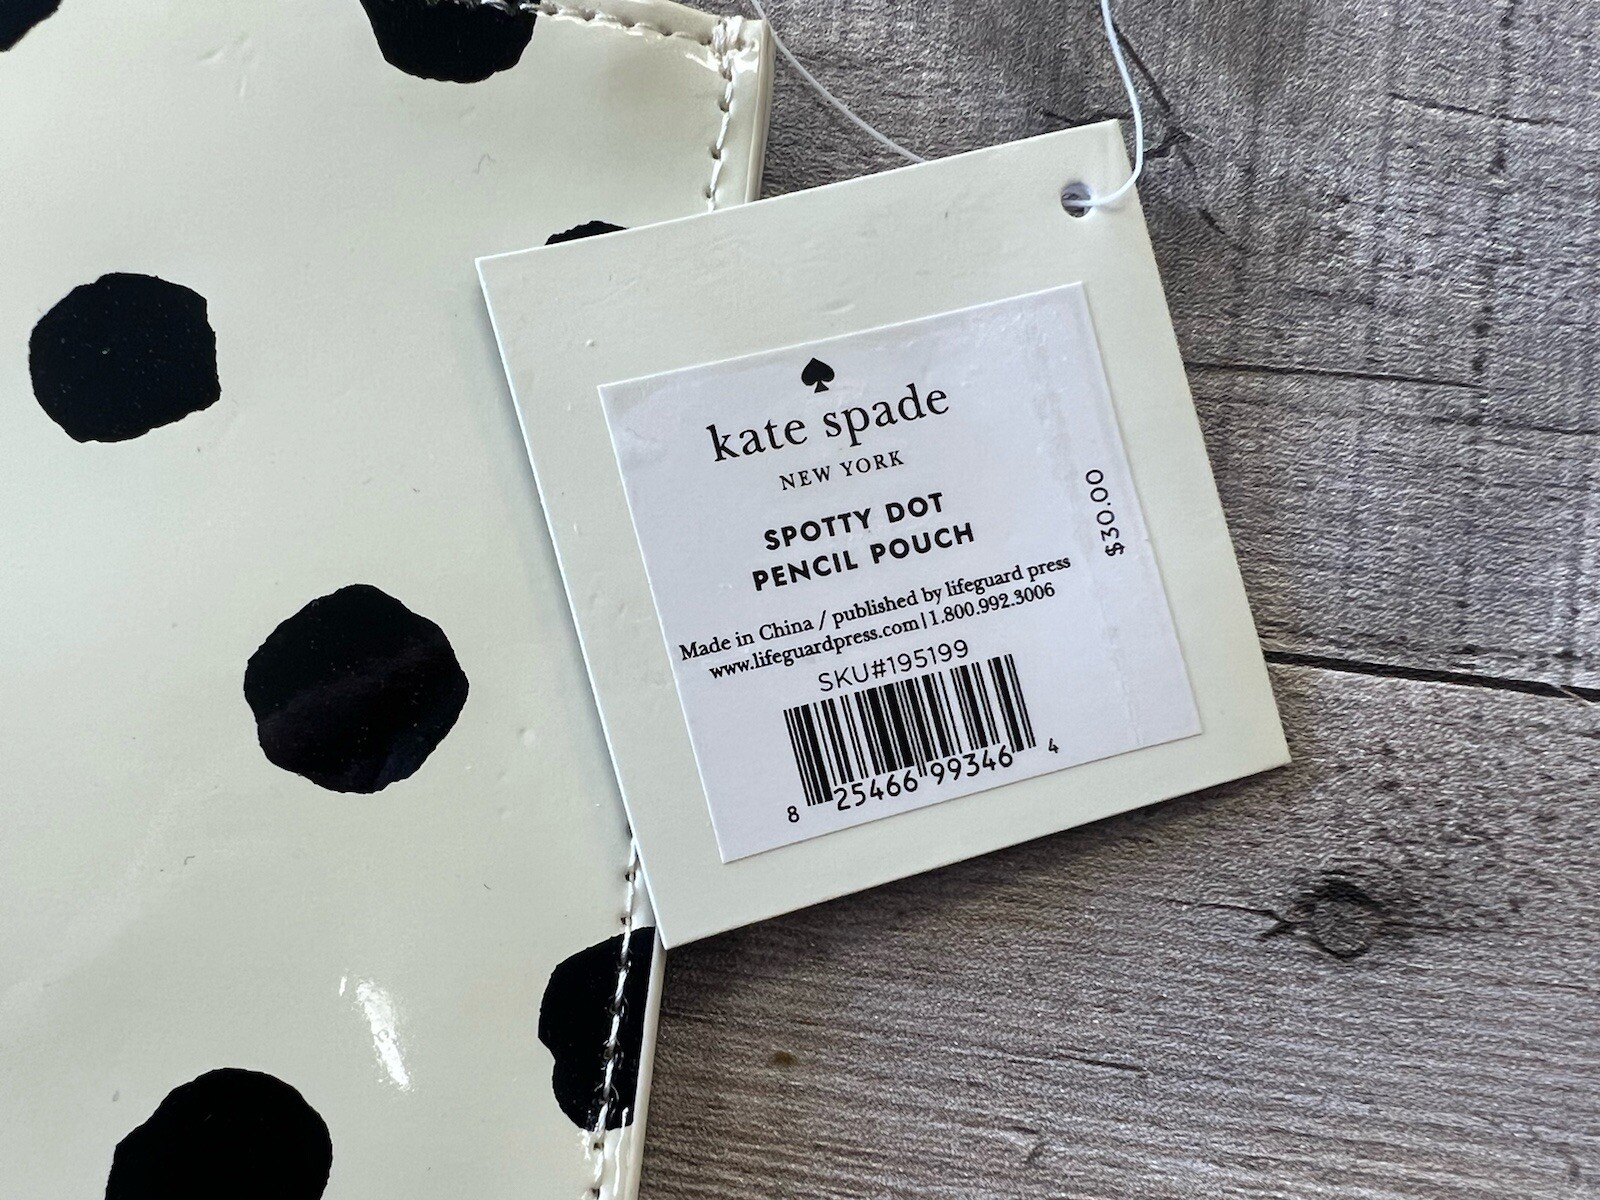 kate spade
NEW YORK
SPOTTY DOT
PENCIL POUCH
Made in China / published by lifeguard press
www.lifeguardpress.com|1.800.992.3006
SKU#195199
8 25466 99346 4
$30.00